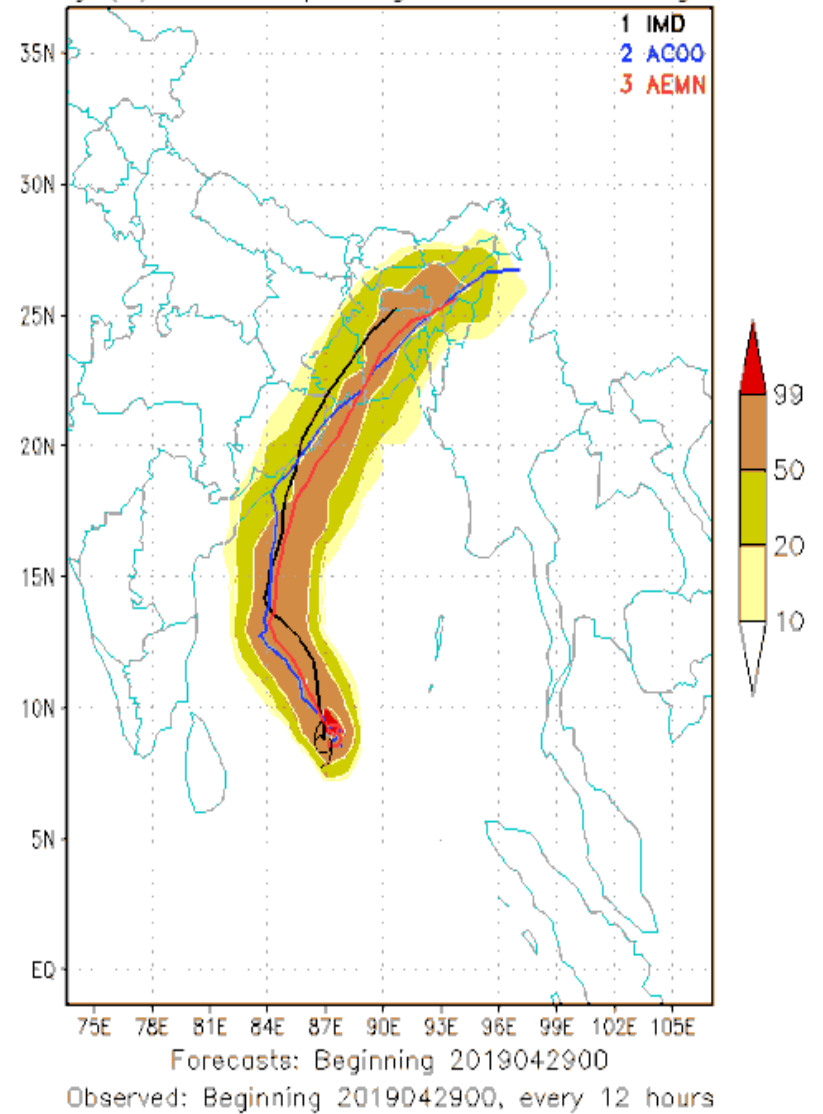 1 IMD
2 AC00
3 AEMN
35N
30N
25N
20N
15N
10N
5N
EQ
99
50
20
10
75E 78E 81E 84E 87E 90E 93E 96E 99E 102E 105E
Forecasts: Beginning 2019042900
Observed: Beginning 2019042900, every 12 hours